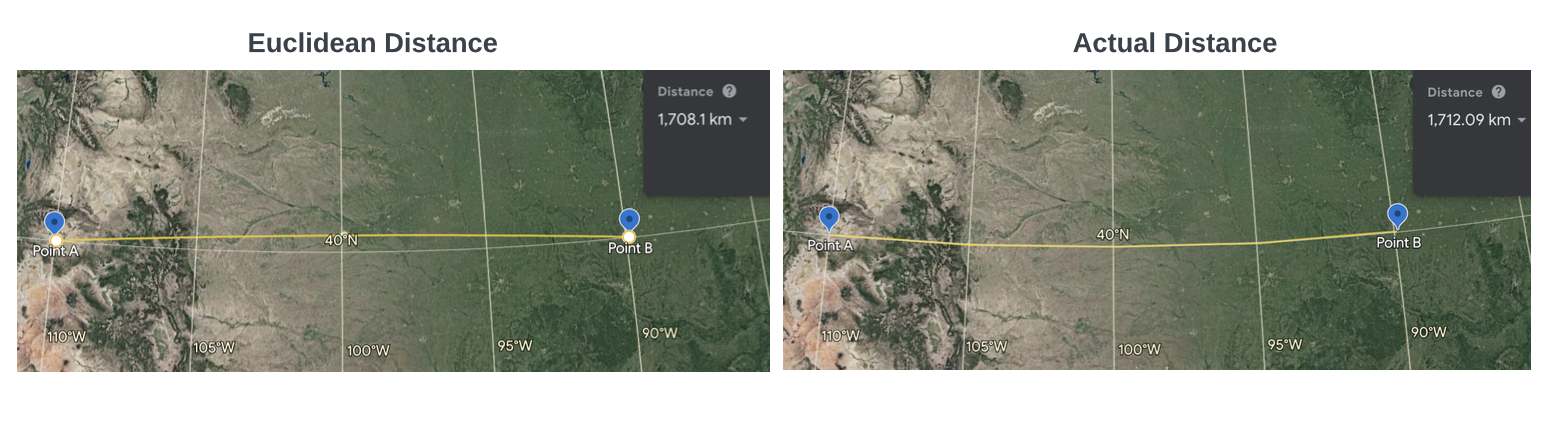 Euclidean Distance
Distance ?
1,708.1 km
Point A
40°N
Point B
110°W
105°W
100°W
95°W
90°W
Actual Distance
Distance ?
1,712.09 km
Point A
40°N
Point B
110°W
105°W
100°W
95°W
90°W